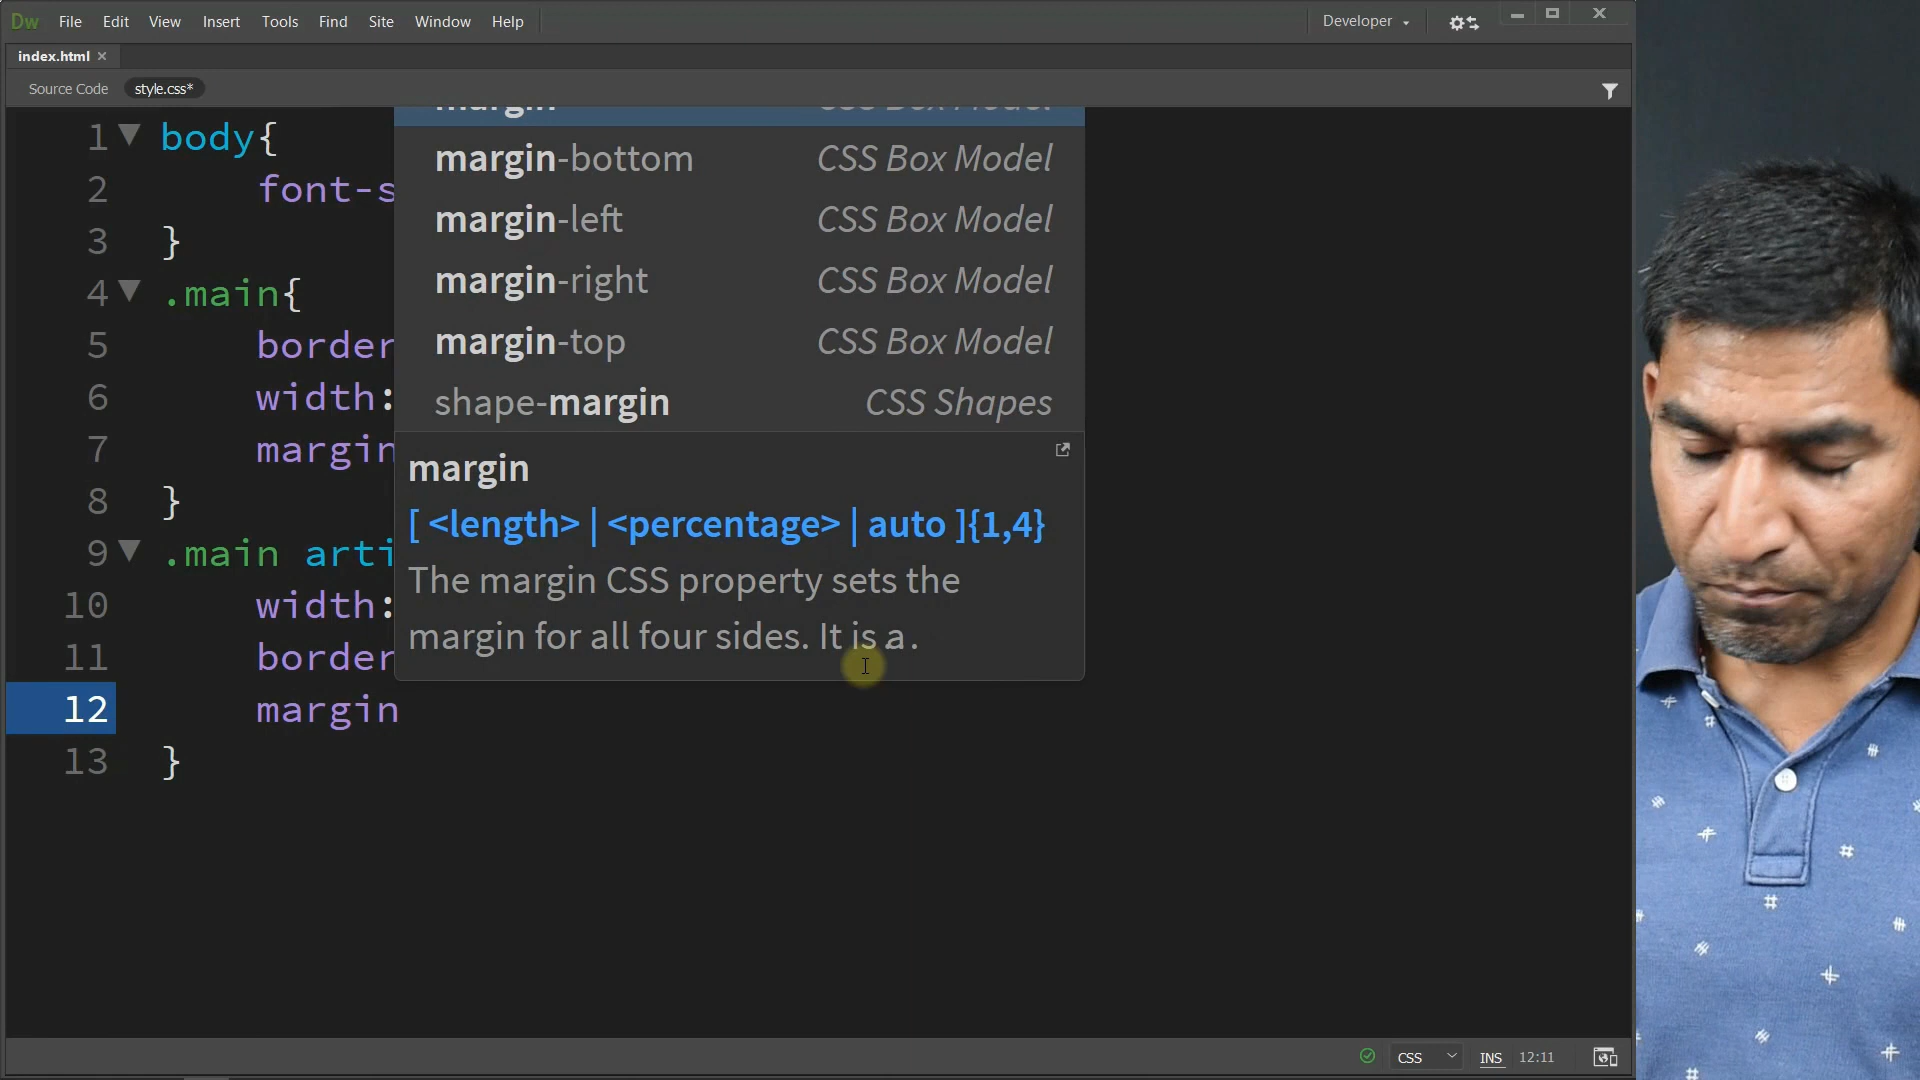 Dw File Edit View Insert Tools Find Site Window Help Developer
index.html ×
Source Code style.css*
margin CSS Box Model
1 body{
margin-bottom CSS Box Model
2 font-s
margin-left CSS Box Model
3 }
margin-right CSS Box Model
4 .main{
margin-top CSS Box Model
5 border
6 width:
shape-margin CSS Shapes
7 margin
margin
8 }
[ <length> | <percentage> | auto ]{1,4}
9 .main arti
The margin CSS property sets the
10 width:
margin for all four sides. It is a.
11 border
12 margin
13 }
CSS INS 12:11